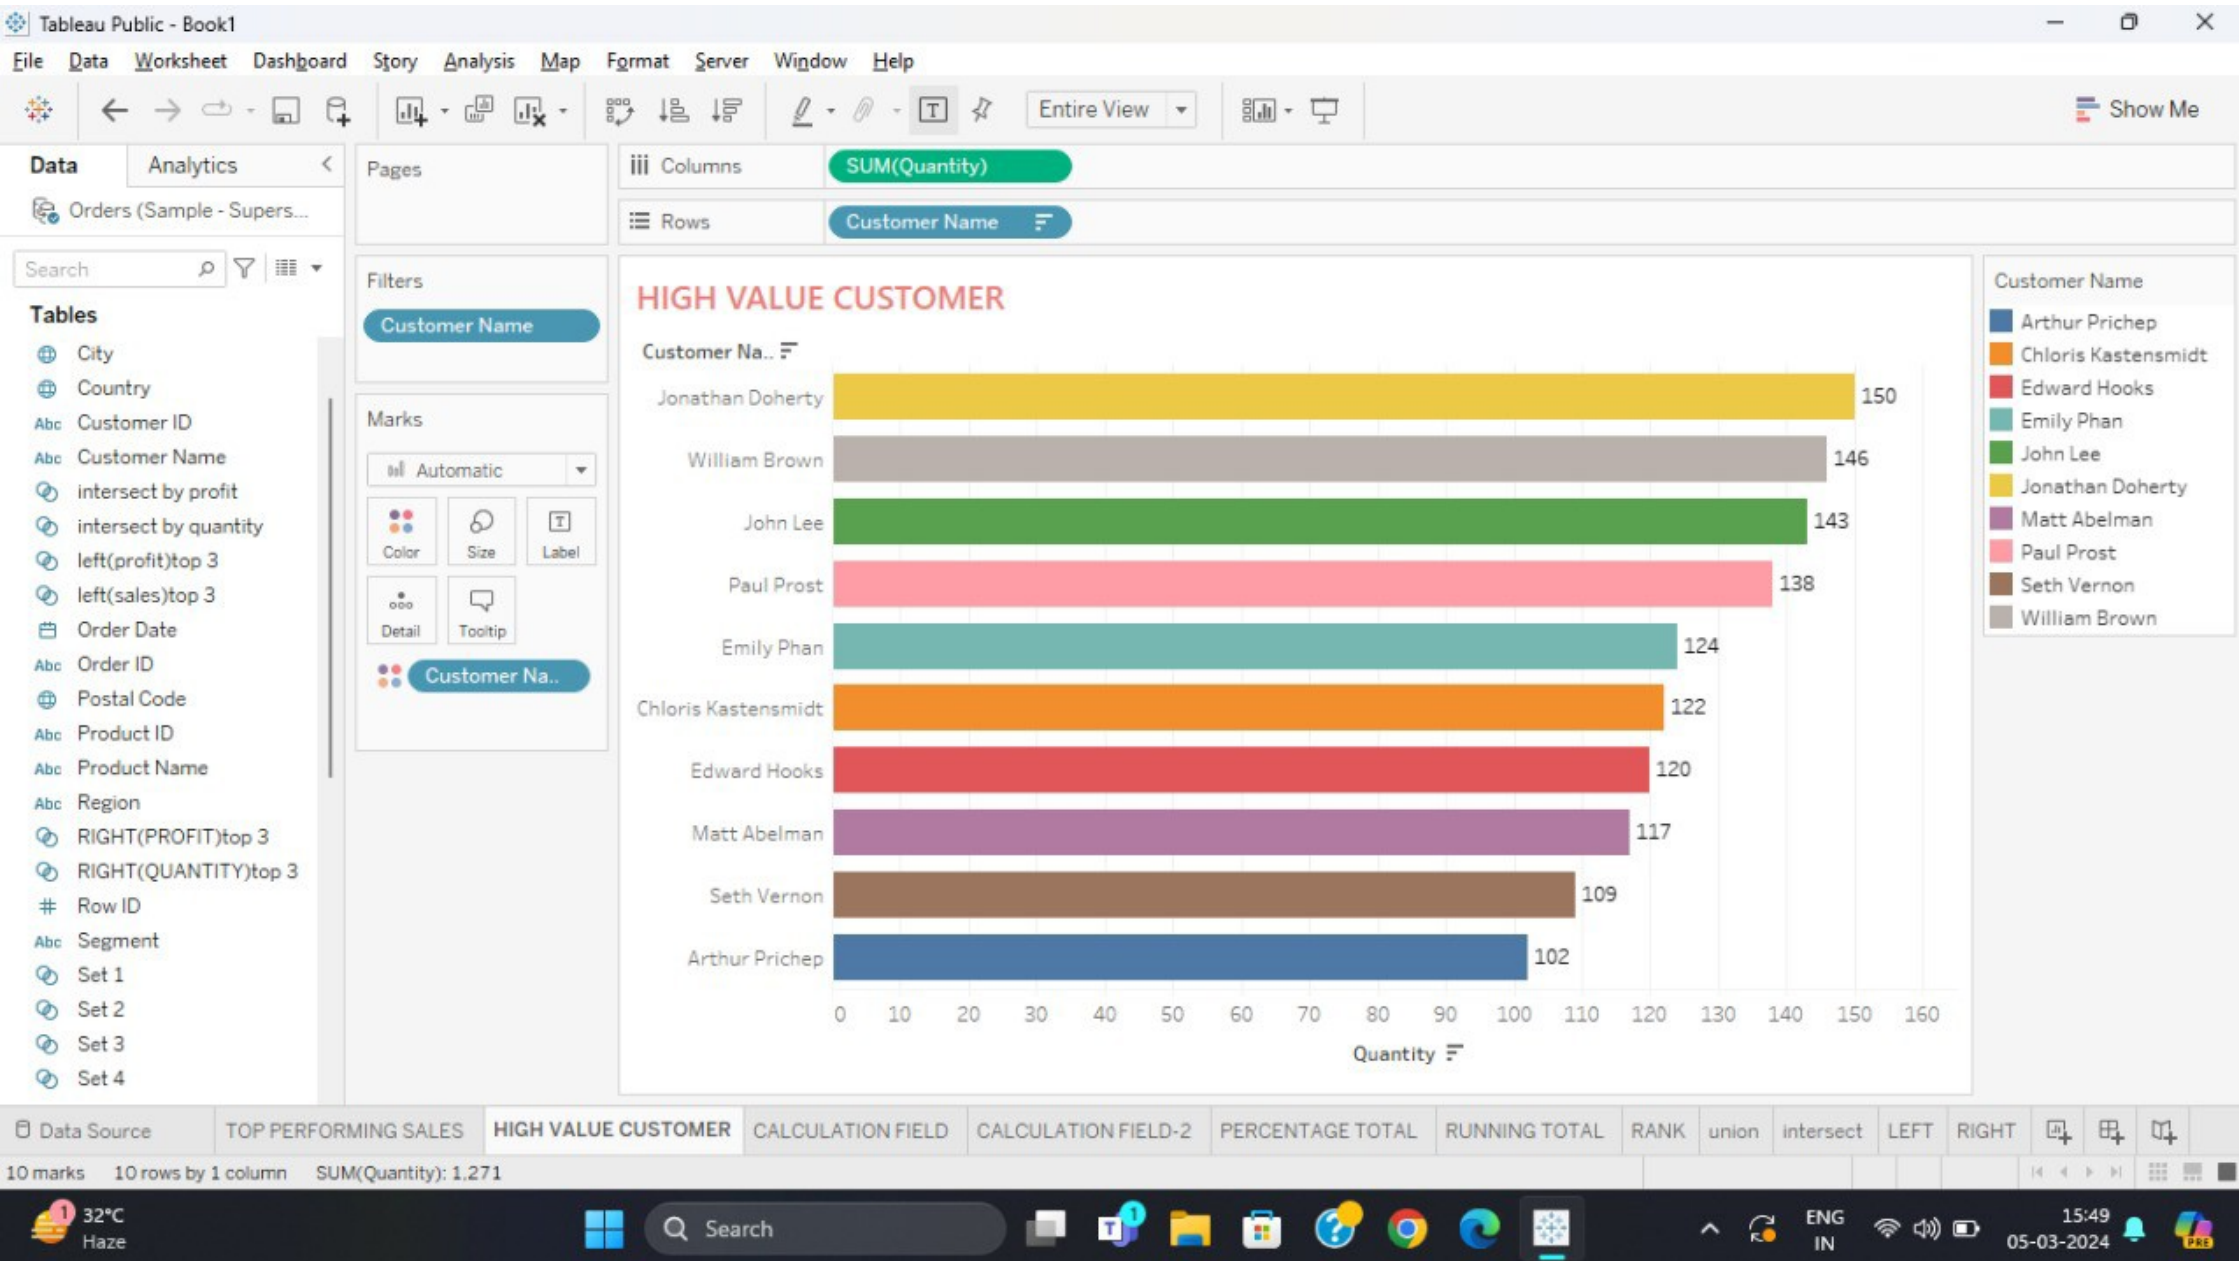 Tableau Public - Book1
File Data Worksheet Dashboard Story Analysis Map Format Server Window Help
Entire View
Show Me
Data Analytics
Orders (Sample - Supers...
Search
Tables
City
Country
Abc Customer ID
Abc Customer Name
intersect by profit
intersect by quantity
left(profit)top 3
left(sales)top 3
Order Date
Abc Order ID
Postal Code
Abc Product ID
Abc Product Name
Abc Region
RIGHT(PROFIT)top 3
RIGHT(QUANTITY)top 3
# Row ID
Abc Segment
Set 1
Set 2
Set 3
Set 4
Pages
Filters
Customer Name
Marks
Automatic
Color Size Label
Detail Tooltip
Customer Na..
Columns SUM(Quantity)
Rows Customer Name
HIGH VALUE CUSTOMER
Customer Na..
Jonathan Doherty 150
William Brown 146
John Lee 143
Paul Prost 138
Emily Phan 124
Chloris Kastensmidt 122
Edward Hooks 120
Matt Abelman 117
Seth Vernon 109
Arthur Prichep 102
0 10 20 30 40 50 60 70 80 90 100 110 120 130 140 150 160
Quantity
Customer Name
Arthur Prichep
Chloris Kastensmidt
Edward Hooks
Emily Phan
John Lee
Jonathan Doherty
Matt Abelman
Paul Prost
Seth Vernon
William Brown
Data Source TOP PERFORMING SALES HIGH VALUE CUSTOMER CALCULATION FIELD CALCULATION FIELD-2 PERCENTAGE TOTAL RUNNING TOTAL RANK union intersect LEFT RIGHT
10 marks 10 rows by 1 column SUM(Quantity): 1,271
1 32°C
Haze
Search
T 1
ENG
IN
15:49
05-03-2024
PRE